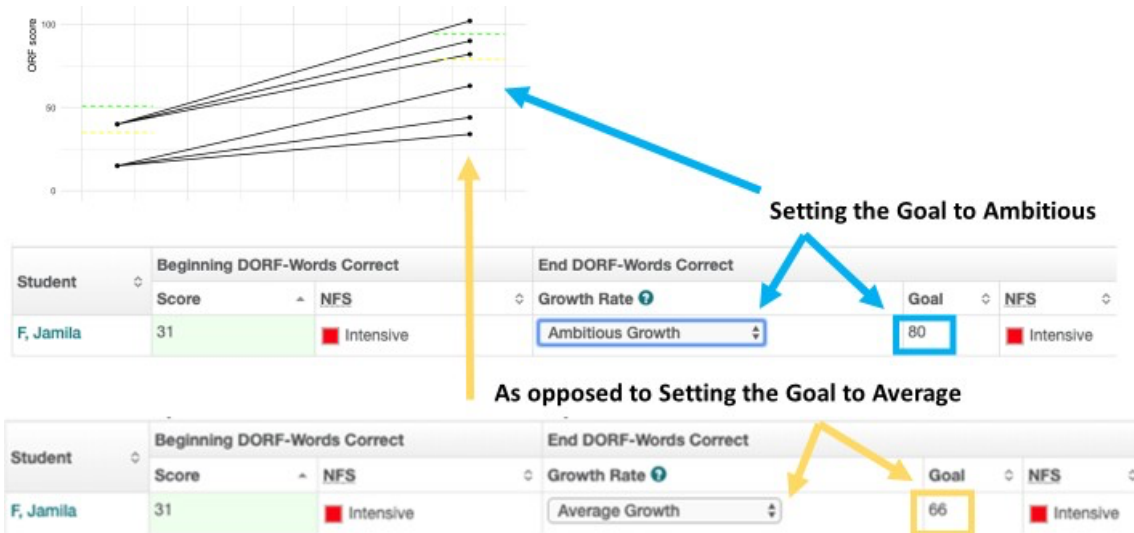 ORF score
100
50
0
Setting the Goal to Ambitious
Student
Beginning DORF-Words Correct
End DORF-Words Correct
Score
NFS
Growth Rate ?
Goal
NFS
F, Jamila
31
Intensive
Ambitious Growth
80
Intensive
As opposed to Setting the Goal to Average
Student
Beginning DORF-Words Correct
End DORF-Words Correct
Score
NFS
Growth Rate ?
Goal
NFS
F, Jamila
31
Intensive
Average Growth
66
Intensive